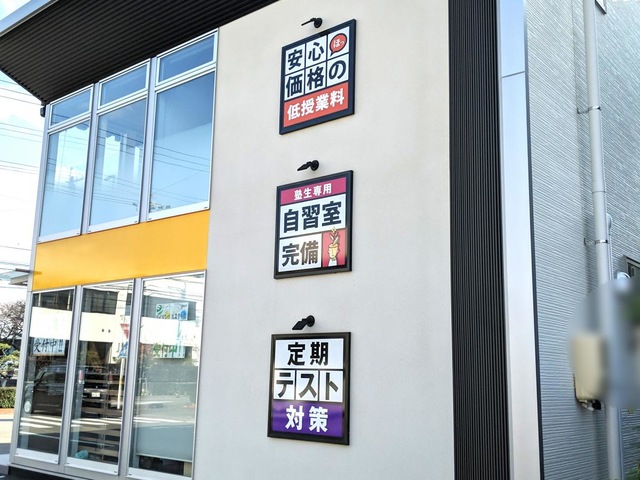 安心
価格の
低授業料
塾生専用
自習室
完備
定期
テスト
対策